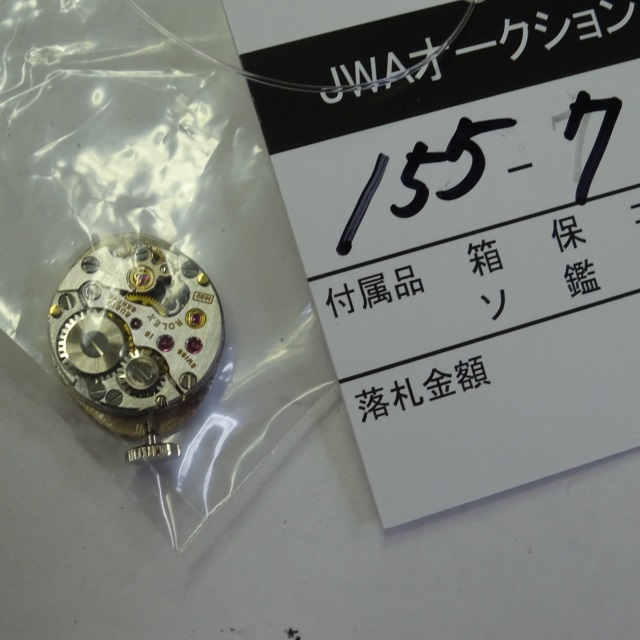 JWAオークション
155-7
付属品 箱 保
ソ 鑑
落札金額
ROLEX